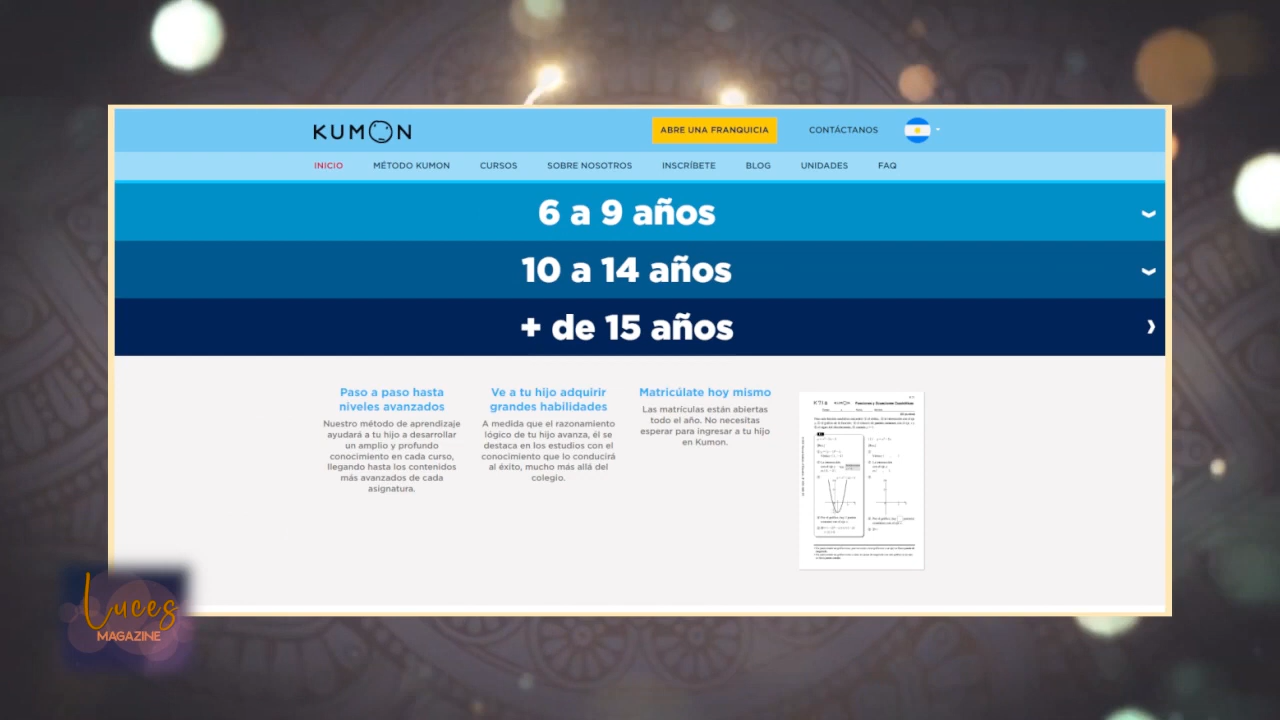 KUMON
ABRE UNA FRANQUICIA
CONTÁCTANOS
INICIO
MÉTODO KUMON
CURSOS
SOBRE NOSOTROS
INSCRÍBETE
BLOG
UNIDADES
FAQ
6 a 9 años
10 a 14 años
+ de 15 años
Paso a paso hasta
niveles avanzados
Nuestro método de aprendizaje
ayudará a tu hijo a desarrollar
un amplio y profundo
conocimiento en cada curso,
llegando hasta los contenidos
más avanzados de cada
asignatura.
Ve a tu hijo adquirir
grandes habilidades
A medida que el razonamiento
lógico de tu hijo avanza, él se
destaca en los estudios con el
conocimiento que lo conducirá
al éxito, mucho más allá del
colegio.
Matricúlate hoy mismo
Las matrículas están abiertas
todo el año. No necesitas
esperar para ingresar a tu hijo
en Kumon.
KUMON
Luces
MAGAZINE